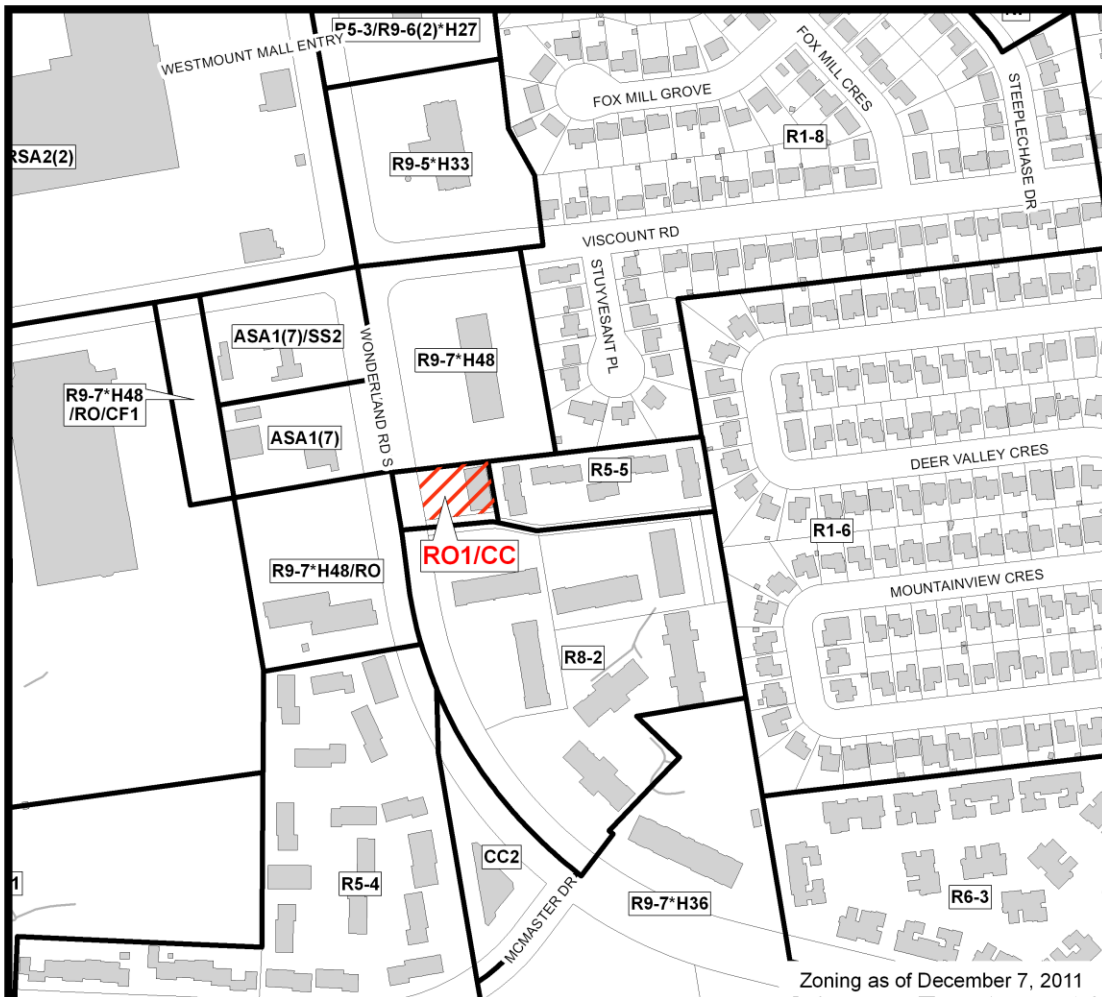 R5-3/R9-6(2)*H27
WESTMOUNT MALL ENTRY
FOX MILL CRES
FOX MILL GROVE
STEEPLECHASE DR
R1-8
RSA2(2)
R9-5*H33
VISCOUNT RD
STUYVESANT PL
ASA1(7)/SS2
WONDERLAND RD S
R9-7*H48
R9-7*H48
/RO/CF1
ASA1(7)
R5-5
DEER VALLEY CRES
R1-6
RO1/CC
R9-7*H48/RO
MOUNTAINVIEW CRES
R8-2
CC2
R5-4
R9-7*H36
R6-3
MCMASTER DR
1
Zoning as of December 7, 2011